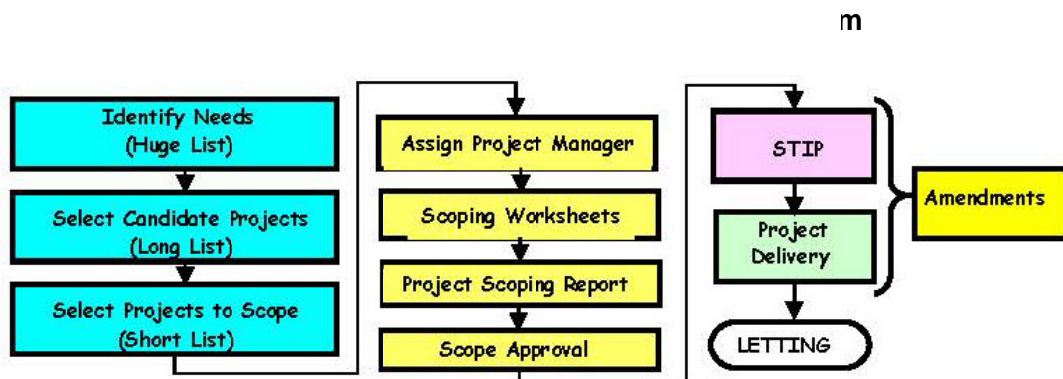 m
Identify Needs
(Huge List)
Select Candidate Projects
(Long List)
Select Projects to Scope
(Short List)
Assign Project Manager
Scoping Worksheets
Project Scoping Report
Scope Approval
STIP
Project
Delivery
LETTING
Amendments